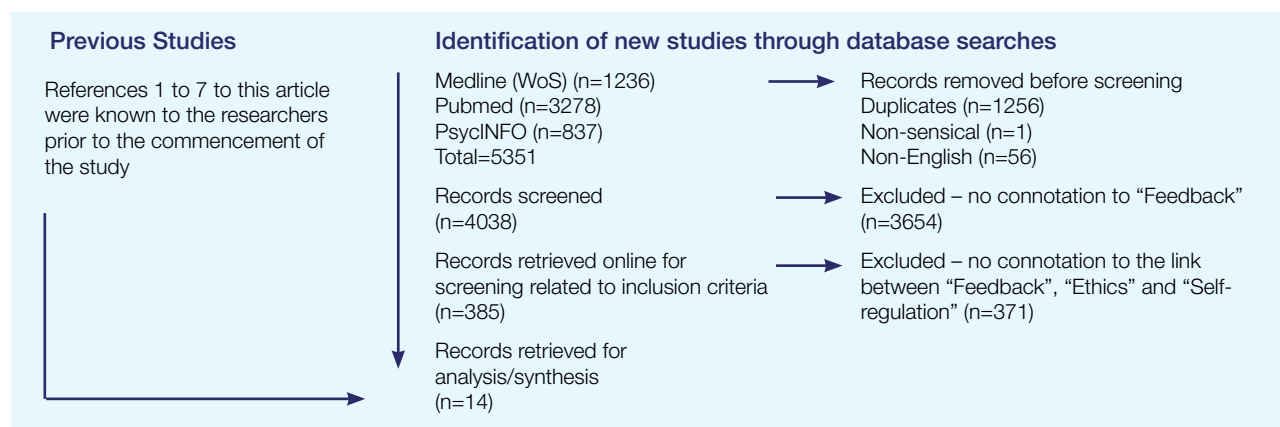 Previous Studies
References 1 to 7 to this article
were known to the researchers
prior to the commencement of
the study
Identification of new studies through database searches
Medline (WoS) (n=1236)
Pubmed (n=3278)
PsycINFO (n=837)
Total=5351
Records removed before screening
Duplicates (n=1256)
Non-sensical (n=1)
Non-English (n=56)
Records screened
(n=4038)
Excluded – no connotation to “Feedback”
(n=3654)
Records retrieved online for
screening related to inclusion criteria
(n=385)
Excluded – no connotation to the link
between “Feedback”, “Ethics” and “Self-
regulation” (n=371)
Records retrieved for
analysis/synthesis
(n=14)